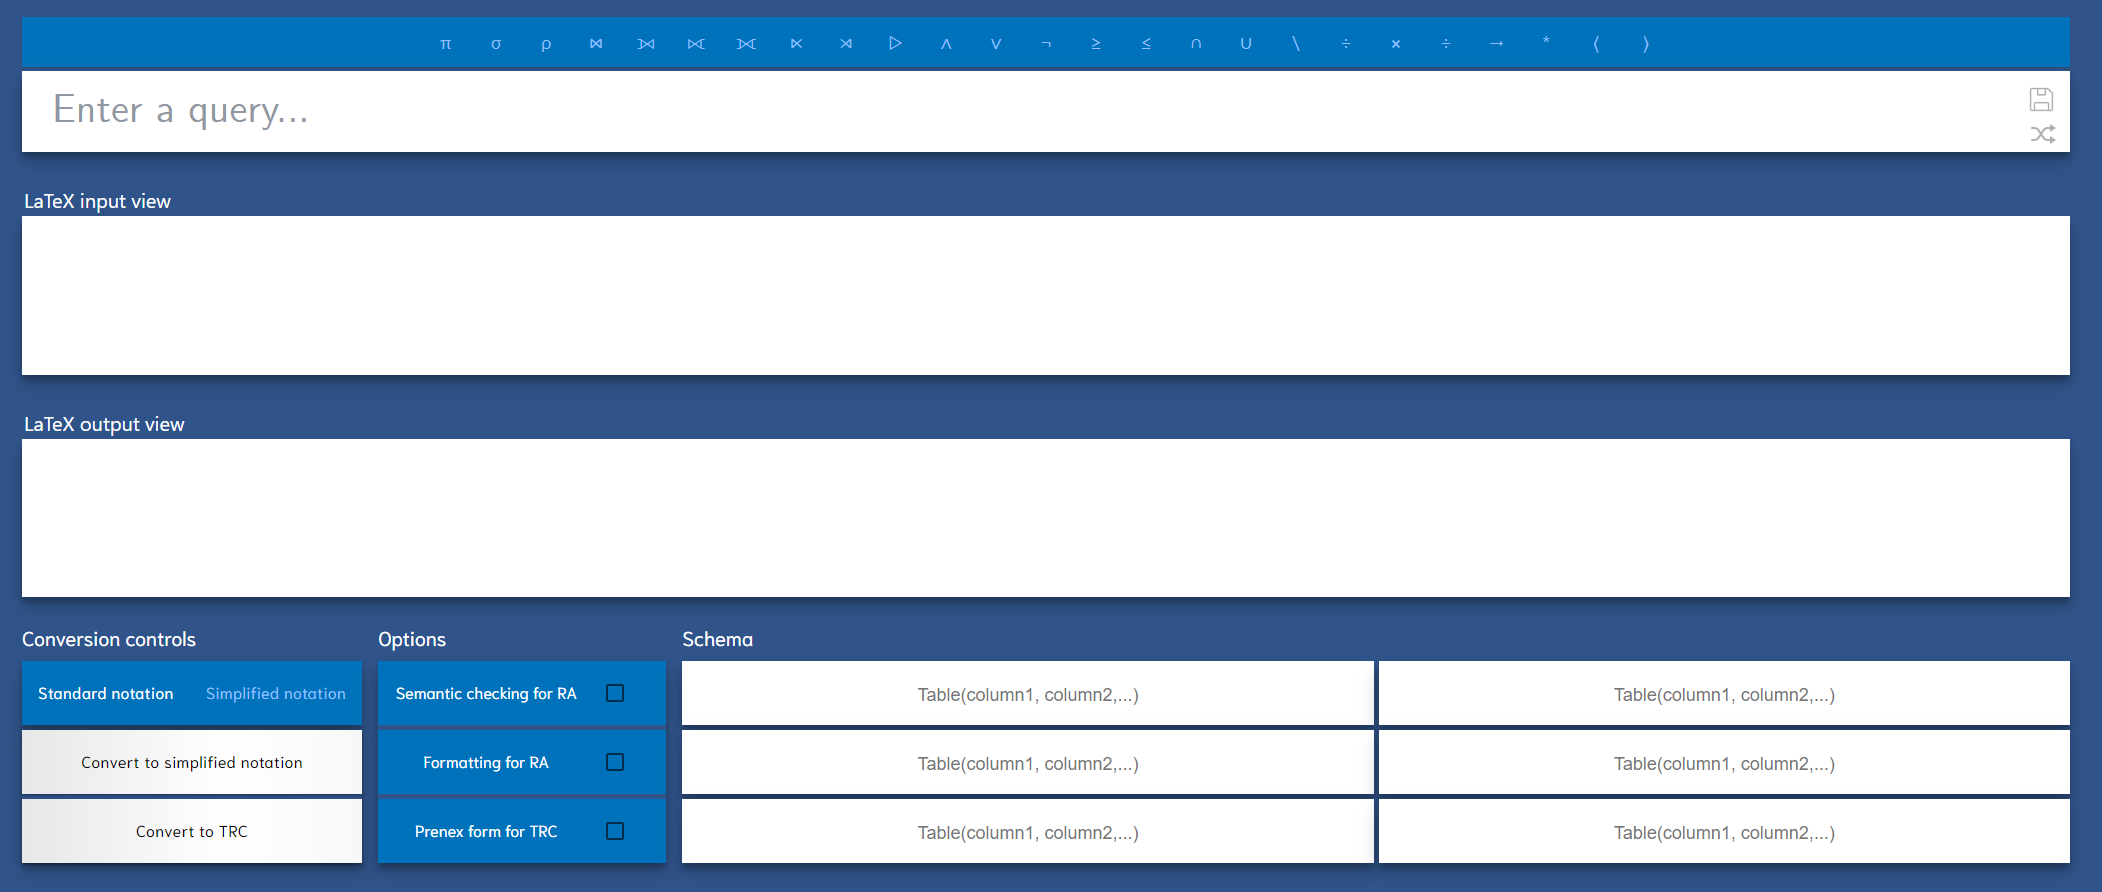 π σ ρ ⋈ ⟕ ⟖ ⟗ ⋉ ⋊ ▷ ∧ ∨ ¬ ≥ ≤ ∩ ∪ \ ÷ × ÷ → * ⟨ ⟩
Enter a query...
LaTeX input view
LaTeX output view
Conversion controls Options Schema
Standard notation Simplified notation Semantic checking for RA Table(column1, column2,...) Table(column1, column2,...)
Convert to simplified notation Formatting for RA Table(column1, column2,...) Table(column1, column2,...)
Convert to TRC Prenex form for TRC Table(column1, column2,...) Table(column1, column2,...)